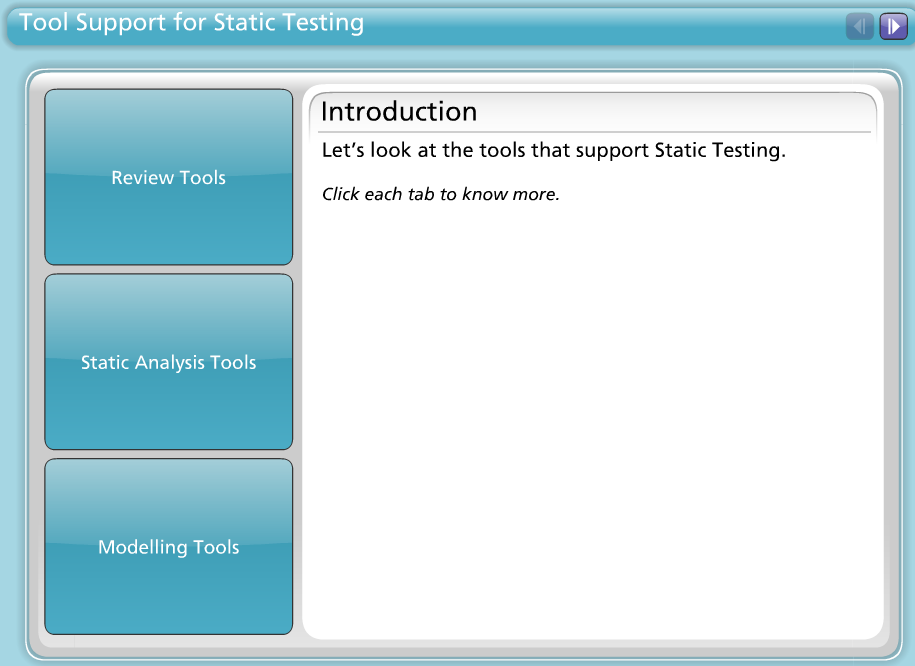 Tool Support for Static Testing
Review Tools
Static Analysis Tools
Modelling Tools
Introduction
Let's look at the tools that support Static Testing.
Click each tab to know more.